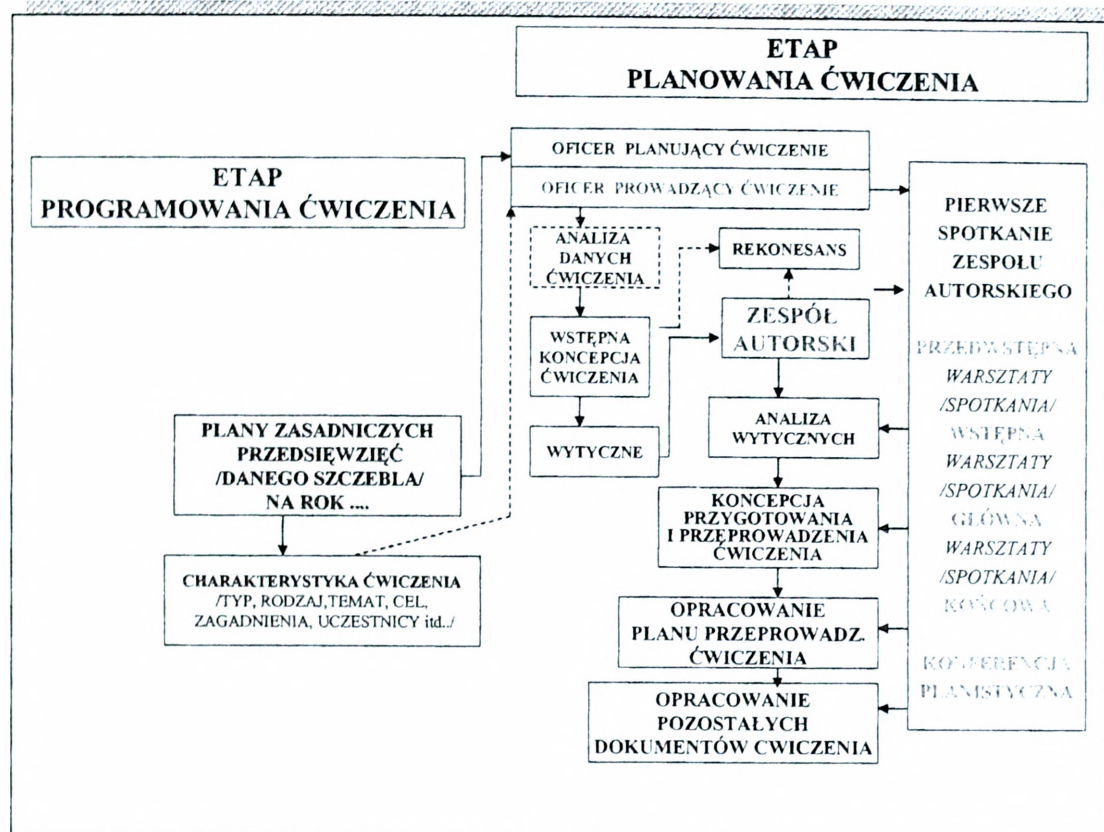 ETAP
PLANOWANIA ĆWICZENIA
ETAP
PROGRAMOWANIA ĆWICZENIA
OFICER PLANUJĄCY ĆWICZENIE
OFICER PROWADZĄCY ĆWICZENIE
ANALIZA
DANYCH
ĆWICZENIA
REKONESANS
WSTĘPNA
KONCEPCJA
ĆWICZENIA
ZESPÓŁ
AUTORSKI
WYTYCZNE
ANALIZA
WYTYCZNYCH
PLANY ZASADNICZYCH
PRZEDSIĘWZIĘĆ
/DANEGO SZCZEBLA/
NA ROK ....
CHARAKTERYSTYKA ĆWICZENIA
/TYP, RODZAJ,TEMAT, CEL,
ZAGADNIENIA, UCZESTNICY itd../
KONCEPCJA
PRZYGOTOWANIA
I PRZEPROWADZENIA
ĆWICZENIA
OPRACOWANIE
PLANU PRZEPROWADZ.
ĆWICZENIA
OPRACOWANIE
POZOSTAŁYCH
DOKUMENTÓW CWICZENIA
PIERWSZE
SPOTKANIE
ZESPOŁU
AUTORSKIEGO
PRZEDWSTĘPNA
WARSZTATY
/SPOTKANIA/
WSTĘPNA
WARSZTATY
/SPOTKANIA/
GŁÓWNA
WARSZTATY
/SPOTKANIA/
KOŃCOWA
KONFERENCJA
PLANISTYCZNA